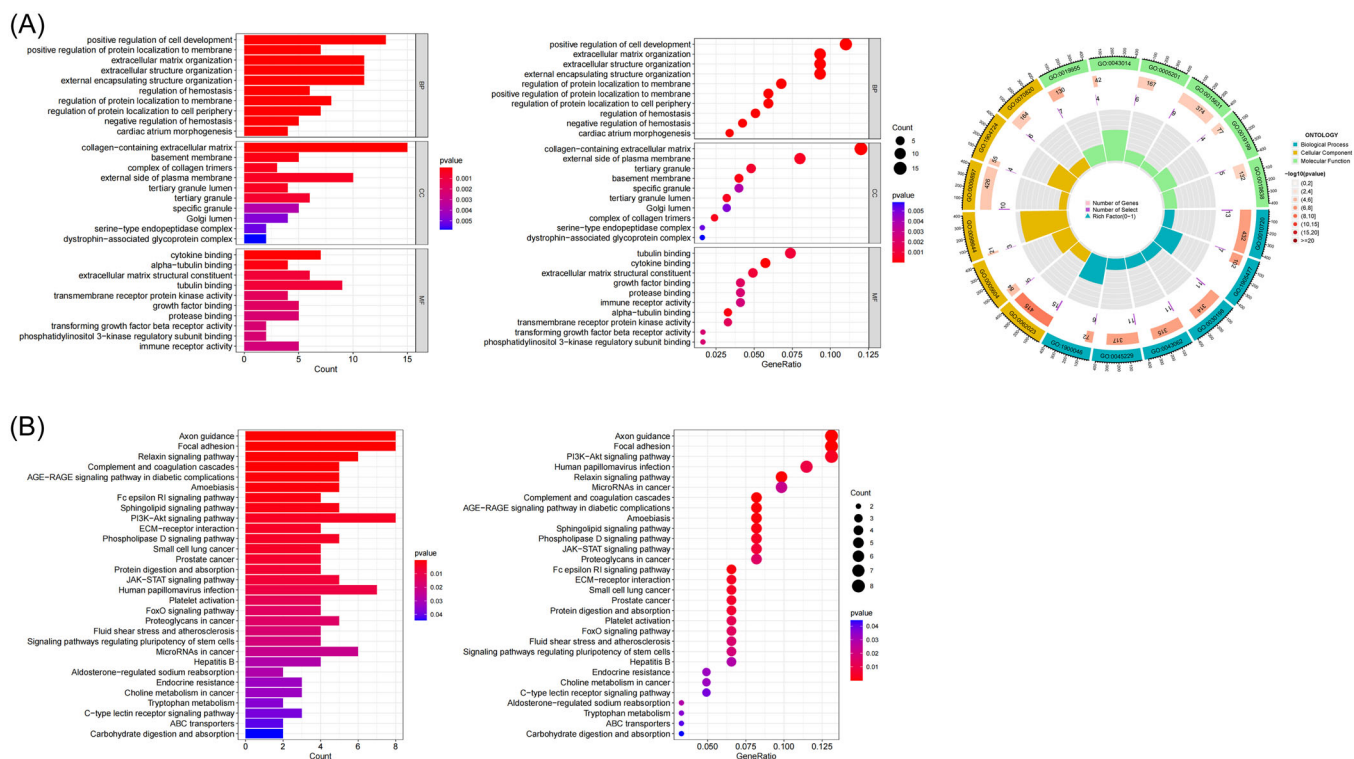 (A)
positive regulation of cell development
positive regulation of protein localization to membrane
extracellular matrix organization
extracellular structure organization
external encapsulating structure organization
regulation of hemostasis
regulation of protein localization to membrane
regulation of protein localization to cell periphery
negative regulation of hemostasis
cardiac atrium morphogenesis
BP
collagen−containing extracellular matrix
basement membrane
complex of collagen trimers
external side of plasma membrane
tertiary granule lumen
tertiary granule
specific granule
Golgi lumen
serine−type endopeptidase complex
dystrophin−associated glycoprotein complex
CC
cytokine binding
alpha−tubulin binding
extracellular matrix structural constituent
tubulin binding
transmembrane receptor protein kinase activity
growth factor binding
protease binding
transforming growth factor beta receptor activity
phosphatidylinositol 3−kinase regulatory subunit binding
immune receptor activity
MF
0 5 10 15
Count
pvalue
0.001
0.002
0.003
0.004
0.005
positive regulation of cell development
extracellular matrix organization
extracellular structure organization
external encapsulating structure organization
regulation of protein localization to membrane
positive regulation of protein localization to membrane
regulation of protein localization to cell periphery
regulation of hemostasis
negative regulation of hemostasis
cardiac atrium morphogenesis
BP
collagen−containing extracellular matrix
external side of plasma membrane
tertiary granule
basement membrane
specific granule
tertiary granule lumen
Golgi lumen
complex of collagen trimers
serine−type endopeptidase complex
dystrophin−associated glycoprotein complex
CC
tubulin binding
cytokine binding
extracellular matrix structural constituent
growth factor binding
protease binding
immune receptor activity
alpha−tubulin binding
transmembrane receptor protein kinase activity
transforming growth factor beta receptor activity
phosphatidylinositol 3−kinase regulatory subunit binding
MF
0.025 0.050 0.075 0.100 0.125
GeneRatio
Count
5
10
15
pvalue
0.005
0.004
0.003
0.002
0.001
GO:0019955
GO:0043014
GO:0005201
GO:0015631
GO:0019199
GO:0019838
GO:0030198
GO:0043062
GO:0045229
GO:1900046
GO:0062023
GO:0009897
GO:1904724
GO:0070820
Number of Genes
Number of Select
Rich Factor(0−1)
ONTOLOGY
Biological Process
Cellular Component
Molecular Function
−log10(pvalue)
(0,2]
(2,4]
(4,6]
(6,8]
(8,10]
(10,15]
(15,20]
>=20
(B)
Axon guidance
Focal adhesion
Relaxin signaling pathway
Complement and coagulation cascades
AGE−RAGE signaling pathway in diabetic complications
Amoebiasis
Fc epsilon RI signaling pathway
Sphingolipid signaling pathway
PI3K−Akt signaling pathway
ECM−receptor interaction
Phospholipase D signaling pathway
Small cell lung cancer
Prostate cancer
Protein digestion and absorption
JAK−STAT signaling pathway
Human papillomavirus infection
Platelet activation
FoxO signaling pathway
Proteoglycans in cancer
Fluid shear stress and atherosclerosis
Signaling pathways regulating pluripotency of stem cells
MicroRNAs in cancer
Hepatitis B
Aldosterone−regulated sodium reabsorption
Endocrine resistance
Choline metabolism in cancer
Tryptophan metabolism
C−type lectin receptor signaling pathway
ABC transporters
Carbohydrate digestion and absorption
0 2 4 6 8
Count
pvalue
0.01
0.02
0.03
0.04
Axon guidance
Focal adhesion
PI3K−Akt signaling pathway
Human papillomavirus infection
Relaxin signaling pathway
MicroRNAs in cancer
Complement and coagulation cascades
AGE−RAGE signaling pathway in diabetic complications
Amoebiasis
Sphingolipid signaling pathway
Phospholipase D signaling pathway
JAK−STAT signaling pathway
Proteoglycans in cancer
Fc epsilon RI signaling pathway
ECM−receptor interaction
Small cell lung cancer
Prostate cancer
Protein digestion and absorption
Platelet activation
FoxO signaling pathway
Fluid shear stress and atherosclerosis
Signaling pathways regulating pluripotency of stem cells
Hepatitis B
Endocrine resistance
Choline metabolism in cancer
C−type lectin receptor signaling pathway
Aldosterone−regulated sodium reabsorption
Tryptophan metabolism
ABC transporters
Carbohydrate digestion and absorption
0.050 0.075 0.100 0.125
GeneRatio
Count
2
3
4
5
6
7
8
pvalue
0.04
0.03
0.02
0.01